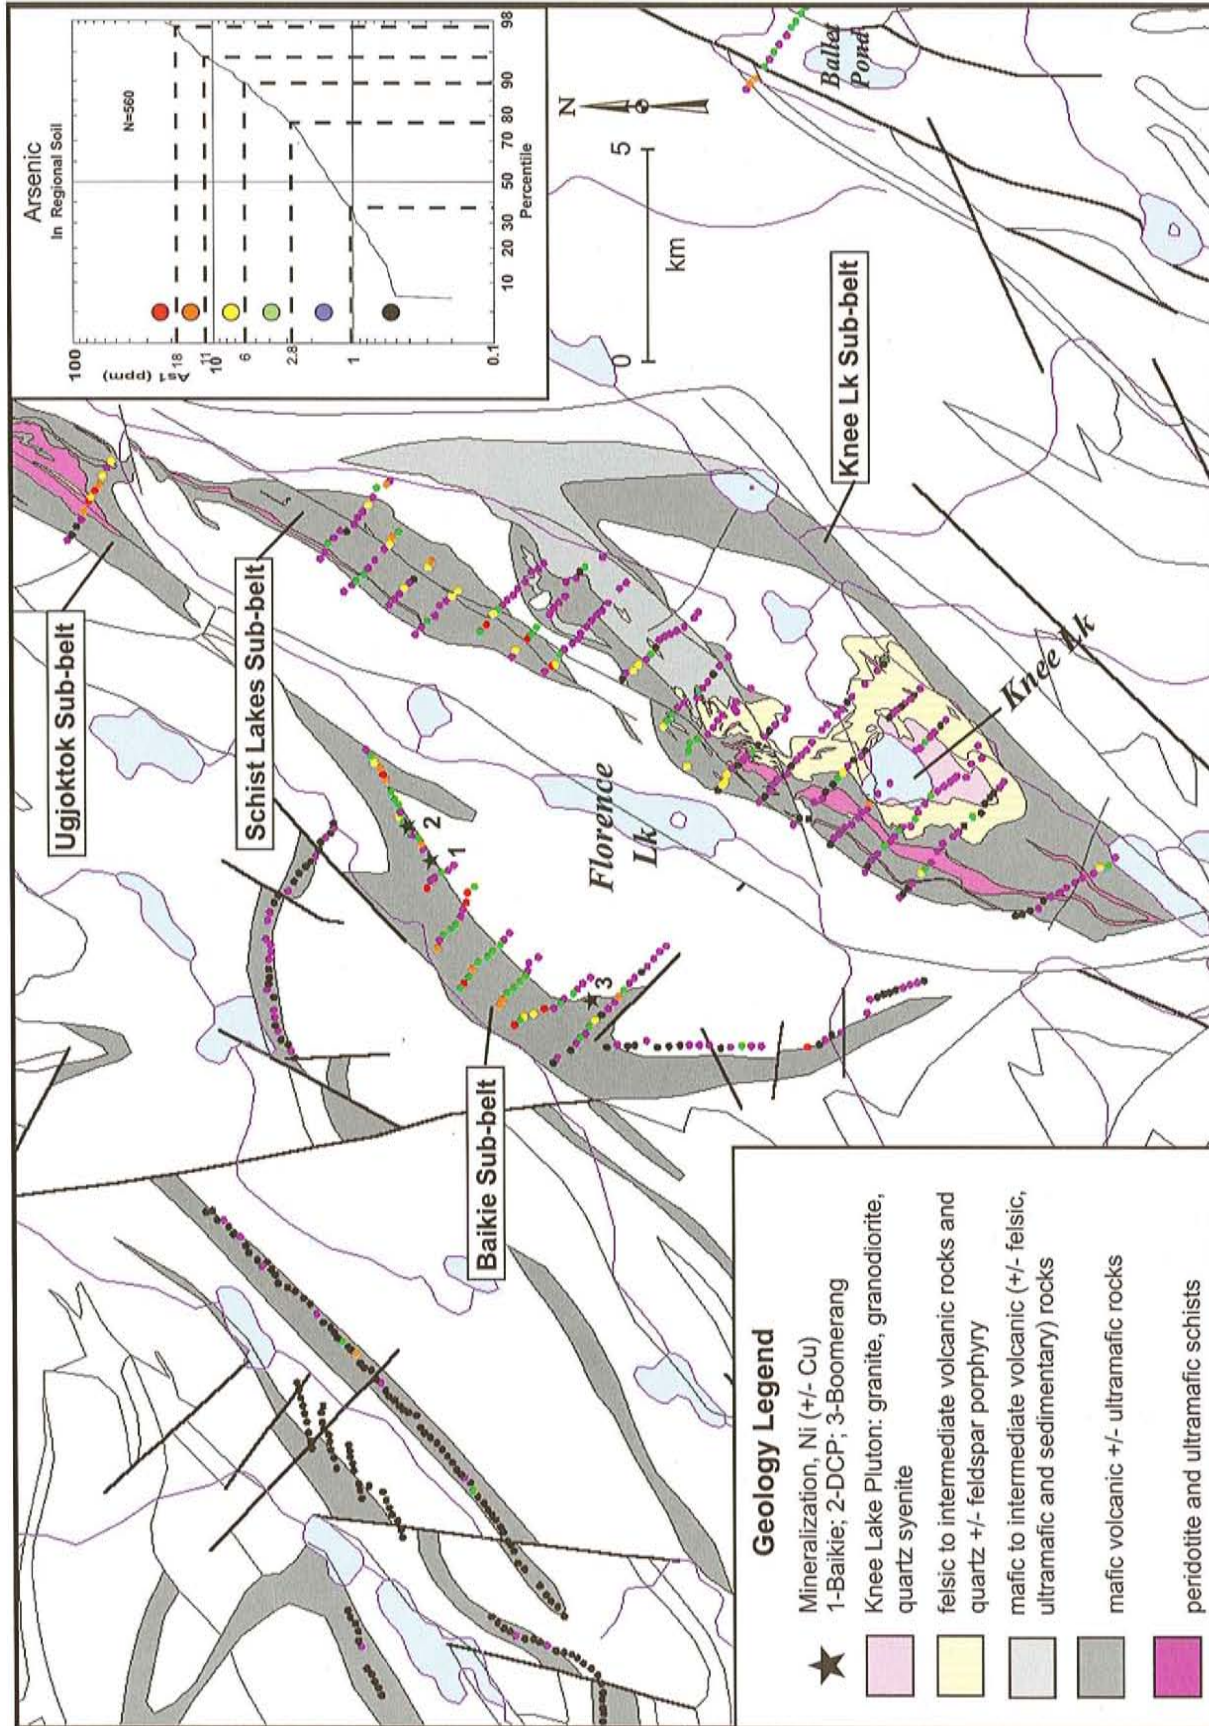 Arsenic
In Regional Soil
N=560
100
18
11
10
6
2.8
1
0.1
As1 (ppm)
10
20
30
50
70
80
90
98
Percentile
N
0
5
km
Ballet
Pond
Ugjoktok Sub-belt
Schist Lakes Sub-belt
Knee Lk Sub-belt
Baikie Sub-belt
Florence
Lk
Knee Lk
2
1
3
Geology Legend
Mineralization, Ni (+/- Cu)
1-Baikie; 2-DCP; 3-Boomerang
Knee Lake Pluton: granite, granodiorite,
quartz syenite
felsic to intermediate volcanic rocks and
quartz +/- feldspar porphyry
mafic to intermediate volcanic (+/- felsic,
ultramafic and sedimentary) rocks
mafic volcanic +/- ultramafic rocks
peridotite and ultramafic schists